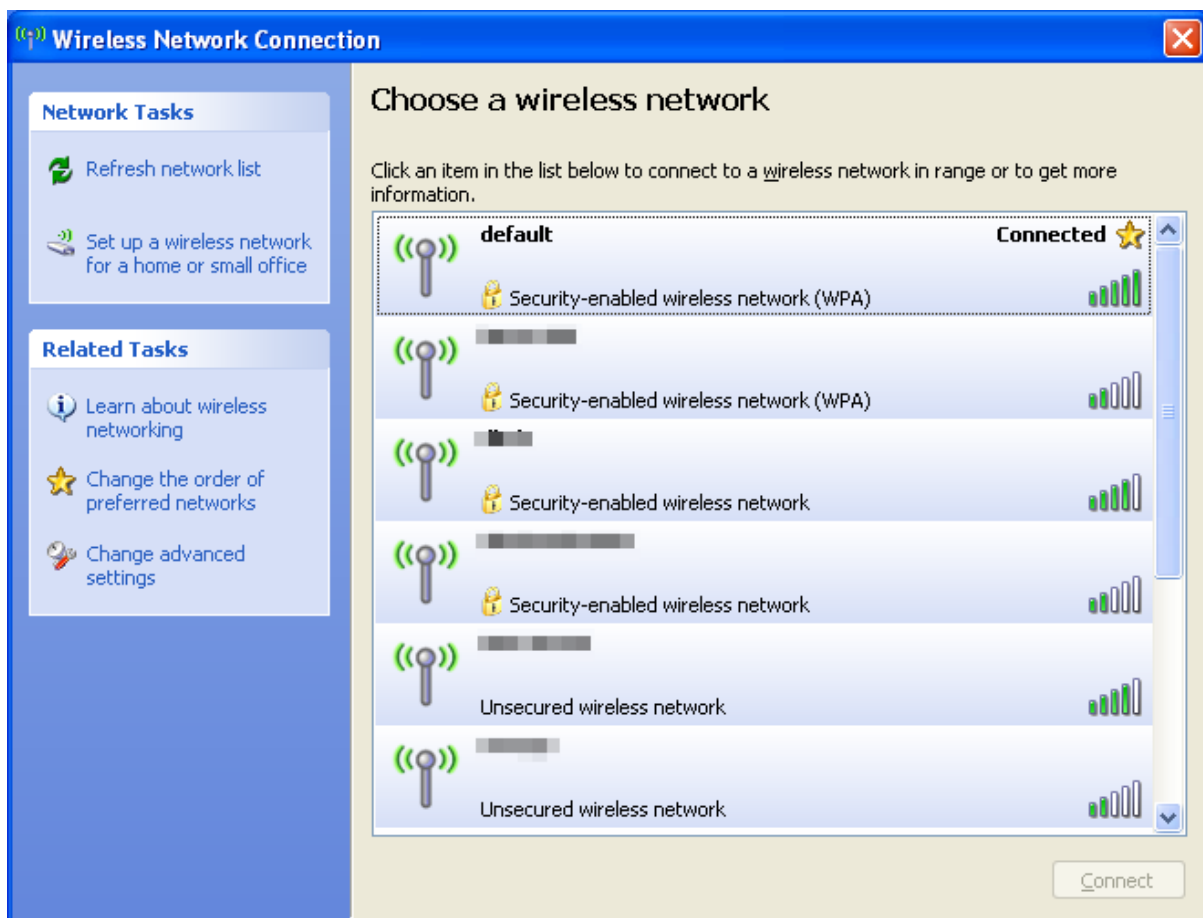 Wireless Network Connection
Network Tasks
Refresh network list
Set up a wireless network
for a home or small office
Related Tasks
Learn about wireless
networking
Change the order of
preferred networks
Change advanced
settings
Choose a wireless network
Click an item in the list below to connect to a wireless network in range or to get more
information.
default Connected
Security-enabled wireless network (WPA)
Security-enabled wireless network (WPA)
Security-enabled wireless network
Security-enabled wireless network
Unsecured wireless network
Unsecured wireless network
Connect